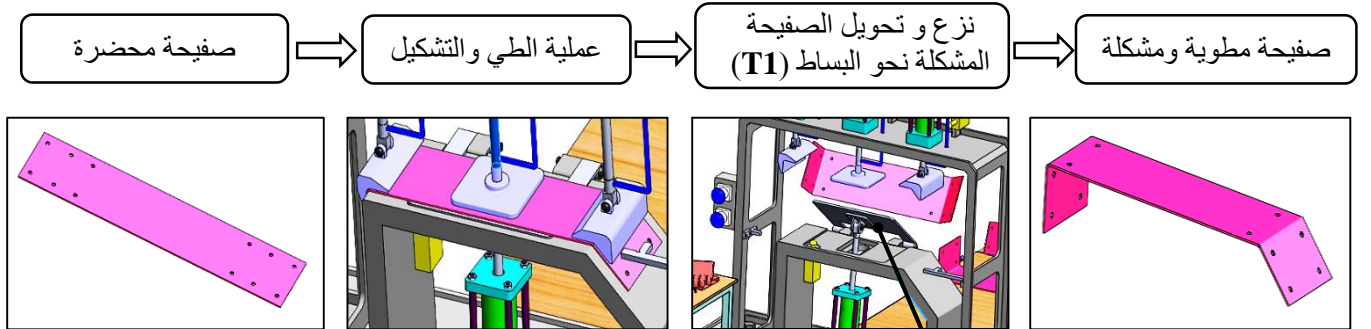 صفيحة محضرة
عملية الطي والتشكيل
نزع و تحويل الصفيحة
المشكلة نحو البساط (T1)
صفيحة مطوية ومشكلة